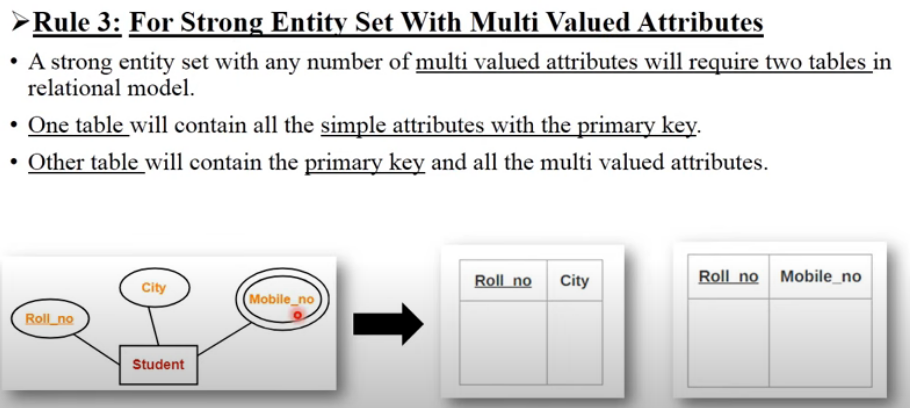 ➢Rule 3: For Strong Entity Set With Multi Valued Attributes
• A strong entity set with any number of multi valued attributes will require two tables in
relational model.
• One table will contain all the simple attributes with the primary key.
• Other table will contain the primary key and all the multi valued attributes.
City
Mobile_no
Roll_no
Student
Roll_no City
Roll_no Mobile_no